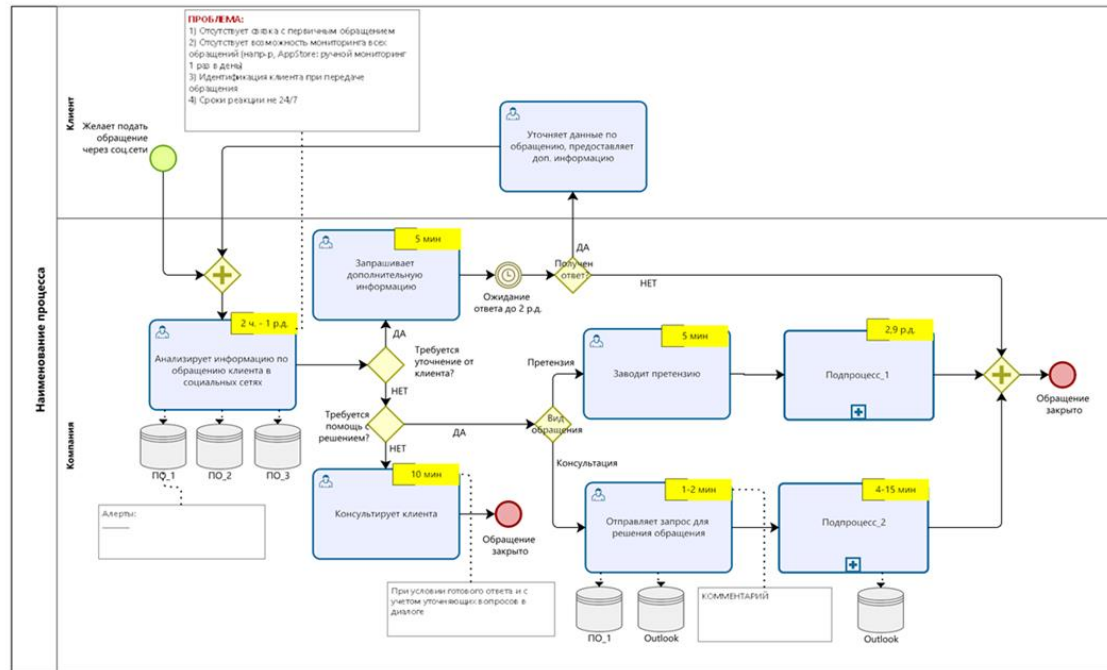 Наименование процесса
Клиент
ПРОБЛЕМА:
1) Отсутствует связка с первичным обращением
2) Отсутствует возможность мониторинга всех
обращений (напр-р, AppStore: ручной мониторинг
1 раз в день)
3) Идентификация клиента при передаче
обращения
4) Сроки реакции не 24/7
Желает подать
обращение
через соц.сети
Уточняет данные по
обращению, предоставляет
доп. информацию
Компания
5 мин
Запрашивает
дополнительную
информацию
Ожидание
ответа до 2 р.д.
Получен
ответ?
ДА
НЕТ
2 ч. - 1 р.д.
Анализирует информацию по
обращению клиента в
социальных сетях
ДА
Требуется
уточнение от
клиента?
НЕТ
Требуется
помощь с
решением?
ДА
НЕТ
Претензия
Вид
обращения
Консультация
5 мин
Заводит претензию
2,9 р.д.
Подпроцесс_1
Обращение
закрыто
ПО_1
ПО_2
ПО_3
Алерты:
10 мин
Консультирует клиента
Обращение
закрыто
1-2 мин
Отправляет запрос для
решения обращения
4-15 мин
Подпроцесс_2
При условии готового ответа и с
учетом уточняющих вопросов в
диалоге
ПО_1
Outlook
КОММЕНТАРИЙ
Outlook